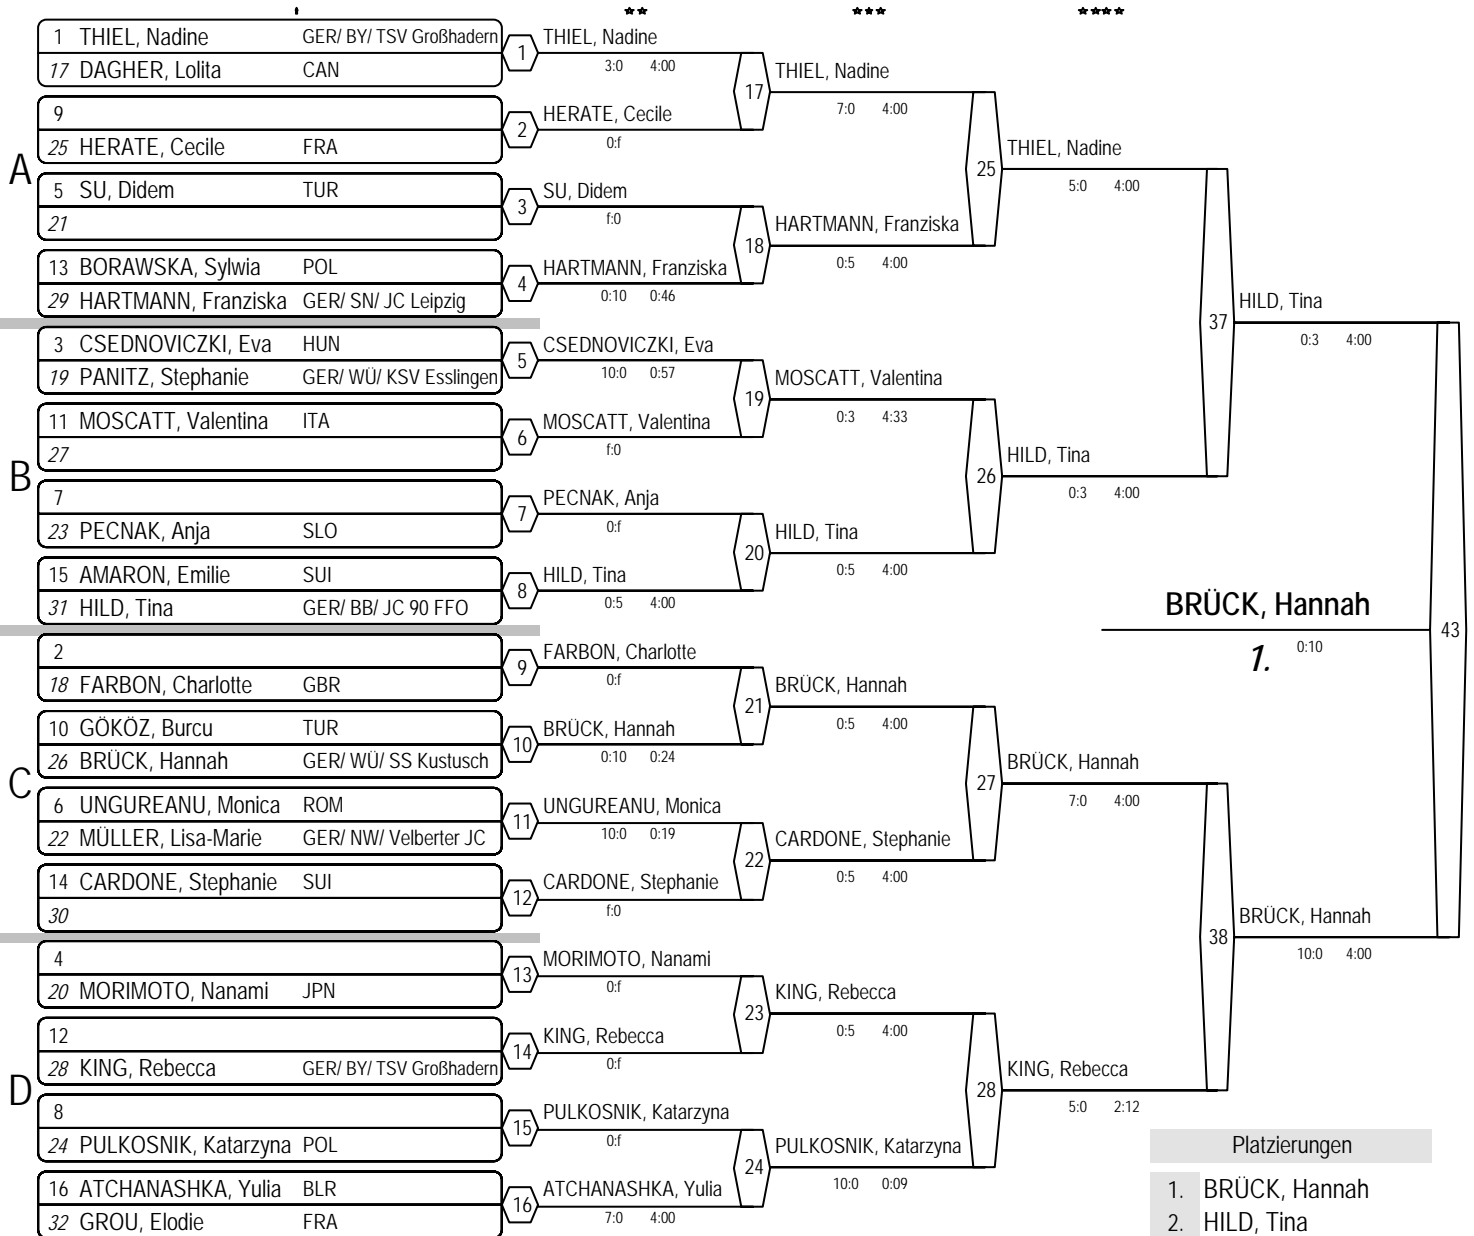 * ** *** ****
A
1 THIEL, Nadine GER/ BY/ TSV Großhadern
17 DAGHER, Lolita CAN
9
25 HERATE, Cecile FRA
5 SU, Didem TUR
21
13 BORAWSKA, Sylwia POL
29 HARTMANN, Franziska GER/ SN/ JC Leipzig
B
3 CSEDNOVICZKI, Eva HUN
19 PANITZ, Stephanie GER/ WÜ/ KSV Esslingen
11 MOSCATT, Valentina ITA
27
7
23 PECNAK, Anja SLO
15 AMARON, Emilie SUI
31 HILD, Tina GER/ BB/ JC 90 FFO
C
2
18 FARBON, Charlotte GBR
10 GÖKÖZ, Burcu TUR
26 BRÜCK, Hannah GER/ WÜ/ SS Kustusch
6 UNGUREANU, Monica ROM
22 MÜLLER, Lisa-Marie GER/ NW/ Velberter JC
14 CARDONE, Stephanie SUI
30
D
4
20 MORIMOTO, Nanami JPN
12
28 KING, Rebecca GER/ BY/ TSV Großhadern
8
24 PULKOSNIK, Katarzyna POL
16 ATCHANASHKA, Yulia BLR
32 GROU, Elodie FRA
1 THIEL, Nadine
3:0 4:00
2 HERATE, Cecile
0:f
3 SU, Didem
f:0
4 HARTMANN, Franziska
0:10 0:46
5 CSEDNOVICZKI, Eva
10:0 0:57
6 MOSCATT, Valentina
f:0
7 PECNAK, Anja
0:f
8 HILD, Tina
0:5 4:00
9 FARBON, Charlotte
0:f
10 BRÜCK, Hannah
0:10 0:24
11 UNGUREANU, Monica
10:0 0:19
12 CARDONE, Stephanie
f:0
13 MORIMOTO, Nanami
0:f
14 KING, Rebecca
0:f
15 PULKOSNIK, Katarzyna
0:f
16 ATCHANASHKA, Yulia
7:0 4:00
17 THIEL, Nadine
7:0 4:00
18 HARTMANN, Franziska
0:5 4:00
19 MOSCATT, Valentina
0:3 4:33
20 HILD, Tina
0:5 4:00
21 BRÜCK, Hannah
0:5 4:00
22 CARDONE, Stephanie
0:5 4:00
23 KING, Rebecca
0:5 4:00
24 PULKOSNIK, Katarzyna
10:0 0:09
25 THIEL, Nadine
5:0 4:00
26 HILD, Tina
0:3 4:00
27 BRÜCK, Hannah
7:0 4:00
28 KING, Rebecca
5:0 2:12
37 HILD, Tina
0:3 4:00
38 BRÜCK, Hannah
10:0 4:00
43
BRÜCK, Hannah
1. 0:10
Platzierungen
1. BRÜCK, Hannah
2. HILD, Tina